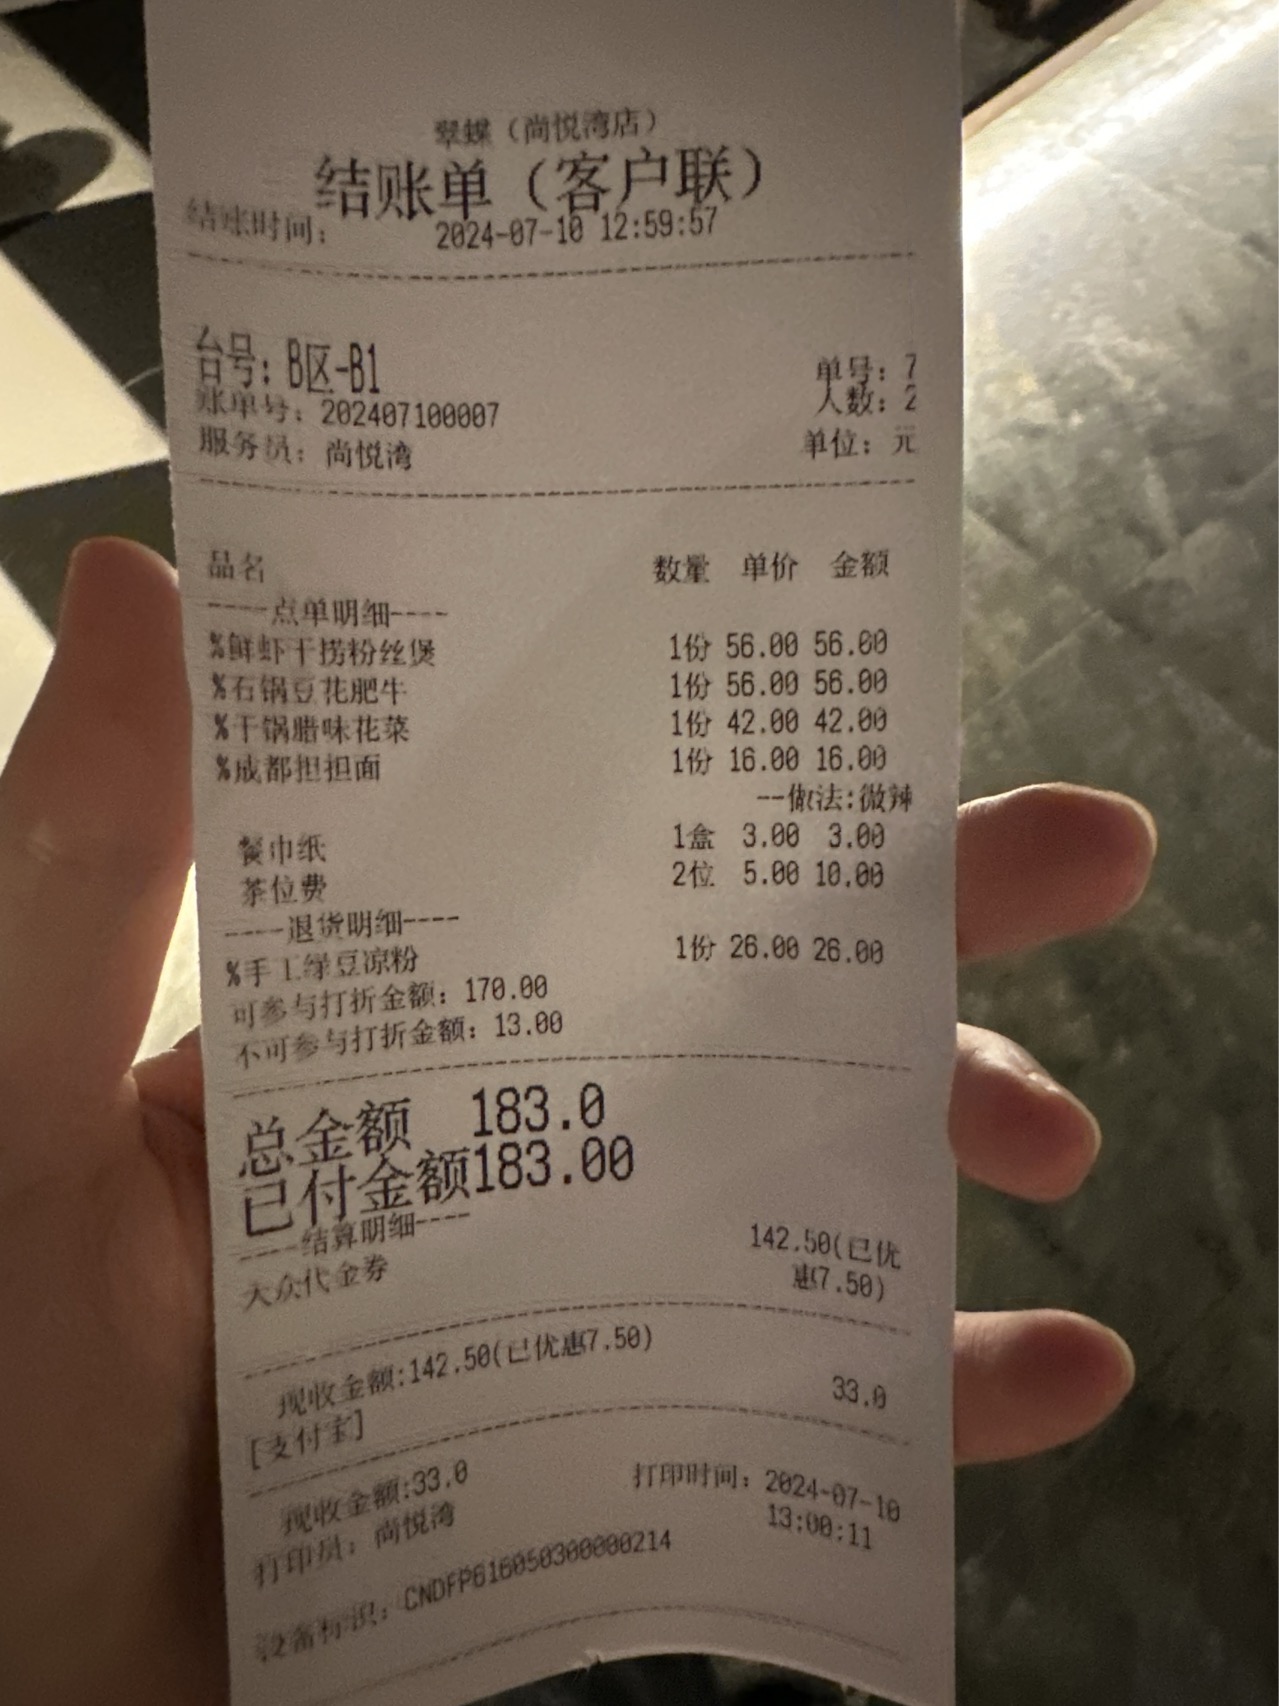 翠蝶（尚悦湾店）
结账单（客户联）
结账时间： 2024-07-10 12:59:57
台号：B区-B1 单号：7
账单号：202407100007 人数：2
服务员：尚悦湾 单位：元
品名 数量 单价 金额
----点单明细----
%鲜虾干捞粉丝煲 1份 56.00 56.00
%石锅豆花肥牛 1份 56.00 56.00
%干锅腊味花菜 1份 42.00 42.00
%成都担担面 1份 16.00 16.00
--做法:微辣
餐巾纸 1盒 3.00 3.00
茶位费 2位 5.00 10.00
----退货明细----
%手工绿豆凉粉 1份 26.00 26.00
可参与打折金额：170.00
不可参与打折金额：13.00
总金额 183.0
已付金额183.00
----结算明细----
大众代金券 142.50(已优
惠7.50)
现收金额:142.50(已优惠7.50)
[支付宝] 33.0
现收金额:33.0
打印员：尚悦湾 打印时间：2024-07-10
13:00:11
设备标识：CNDFP616050300000214